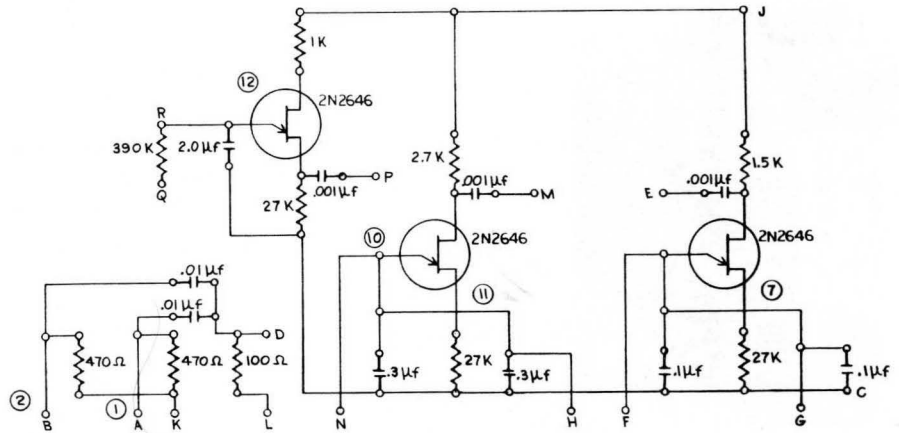 J
1K
12
2N2646
R
390K
2.0µf
Q
.001µf
P
27K
2.7K
.001µf
M
1.5K
.001µf
E
10
2N2646
2N2646
11
7
.01µf
.01µf
D
470Ω
470Ω
100Ω
.3µf
27K
.3µf
.1µf
27K
.1µf
2
B
1
A
K
L
N
H
F
G
C